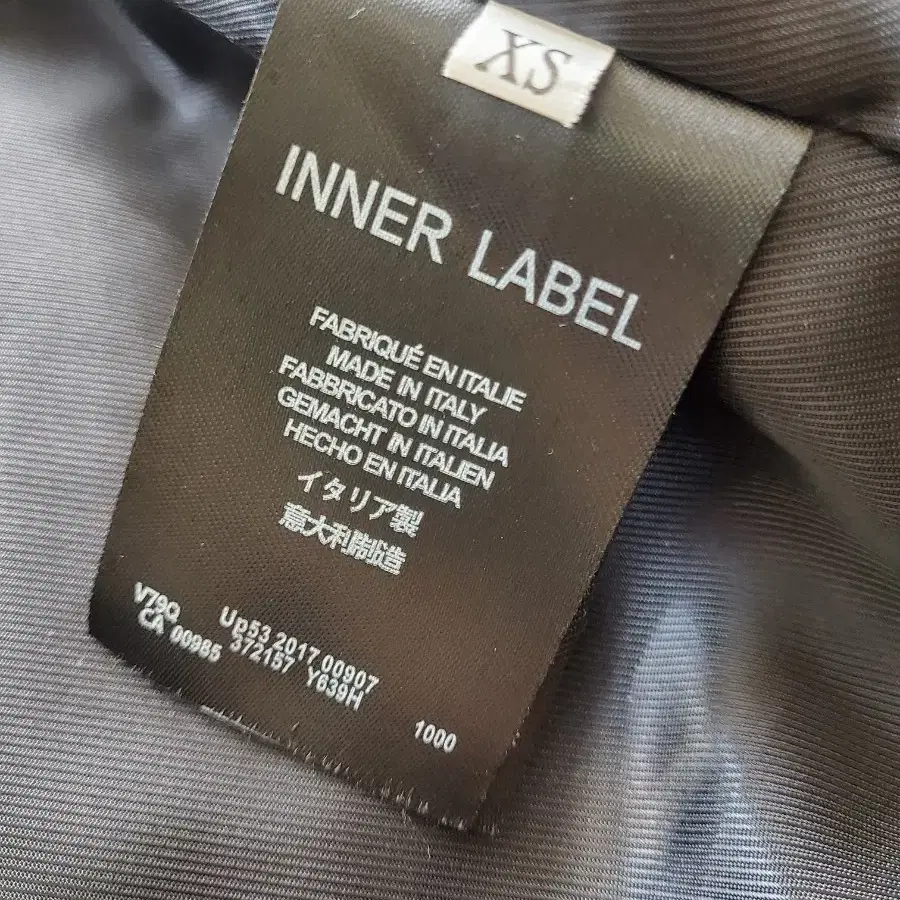 XS
INNER LABEL
FABRIQUÉ EN ITALIE
MADE IN ITALY
FABBRICATO IN ITALIA
GEMACHT IN ITALIEN
HECHO EN ITALIA
イタリア製
意大利制造
V79Q Up53 2017 00907
CA 00985 372157 Y639H
1000